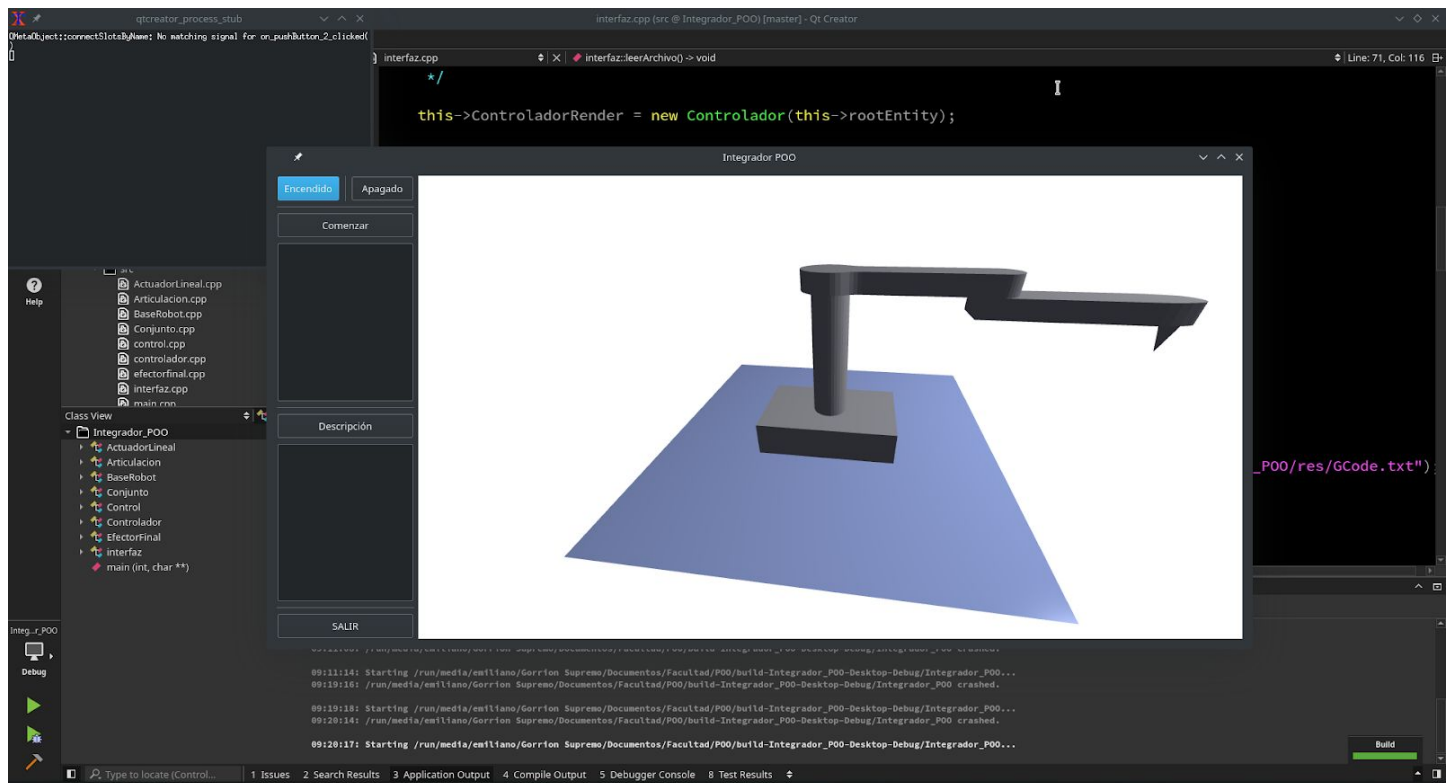 qtcreator_process_stub
QMetaObject::connectSlotsByName: No matching signal for on_pushButton_2_clicked(
)
interfaz.cpp (src @ Integrador_POO) [master] - Qt Creator
interfaz.cpp
interfaz::leerArchivo() -> void
Line: 71, Col: 116
*/
this->ControladorRender = new Controlador(this->rootEntity);
Integrador POO
Encendido
Apagado
Comenzar
Descripción
SALIR
_POO/res/GCode.txt")
Help
src
ActuadorLineal.cpp
Articulacion.cpp
BaseRobot.cpp
Conjunto.cpp
control.cpp
controlador.cpp
efectorfinal.cpp
interfaz.cpp
main.cpp
Class View
Integrador_POO
ActuadorLineal
Articulacion
BaseRobot
Conjunto
Control
Controlador
EfectorFinal
interfaz
main (int, char **)
Integ...r_POO
Debug
09:11:14: Starting /run/media/emiliano/Gorrion Supremo/Documentos/Facultad/POO/build-Integrador_POO-Desktop-Debug/Integrador_POO...
09:19:16: /run/media/emiliano/Gorrion Supremo/Documentos/Facultad/POO/build-Integrador_POO-Desktop-Debug/Integrador_POO crashed.
09:19:18: Starting /run/media/emiliano/Gorrion Supremo/Documentos/Facultad/POO/build-Integrador_POO-Desktop-Debug/Integrador_POO...
09:20:14: /run/media/emiliano/Gorrion Supremo/Documentos/Facultad/POO/build-Integrador_POO-Desktop-Debug/Integrador_POO crashed.
09:20:17: Starting /run/media/emiliano/Gorrion Supremo/Documentos/Facultad/POO/build-Integrador_POO-Desktop-Debug/Integrador_POO...
Build
Type to locate (Control...
1 Issues 2 Search Results 3 Application Output 4 Compile Output 5 Debugger Console 8 Test Results